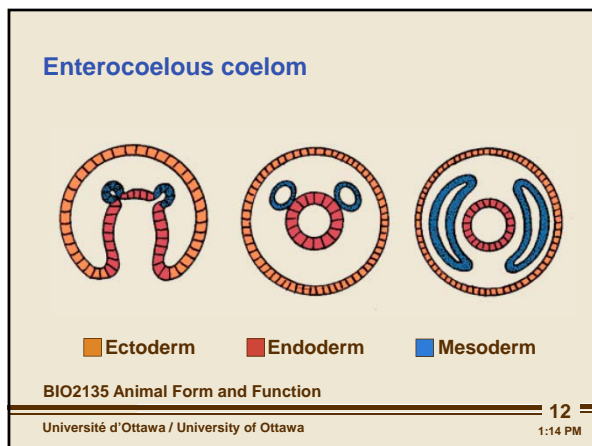 Enterocoelous coelom
Ectoderm Endoderm Mesoderm
BIO2135 Animal Form and Function
12
Université d'Ottawa / University of Ottawa
1:14 PM